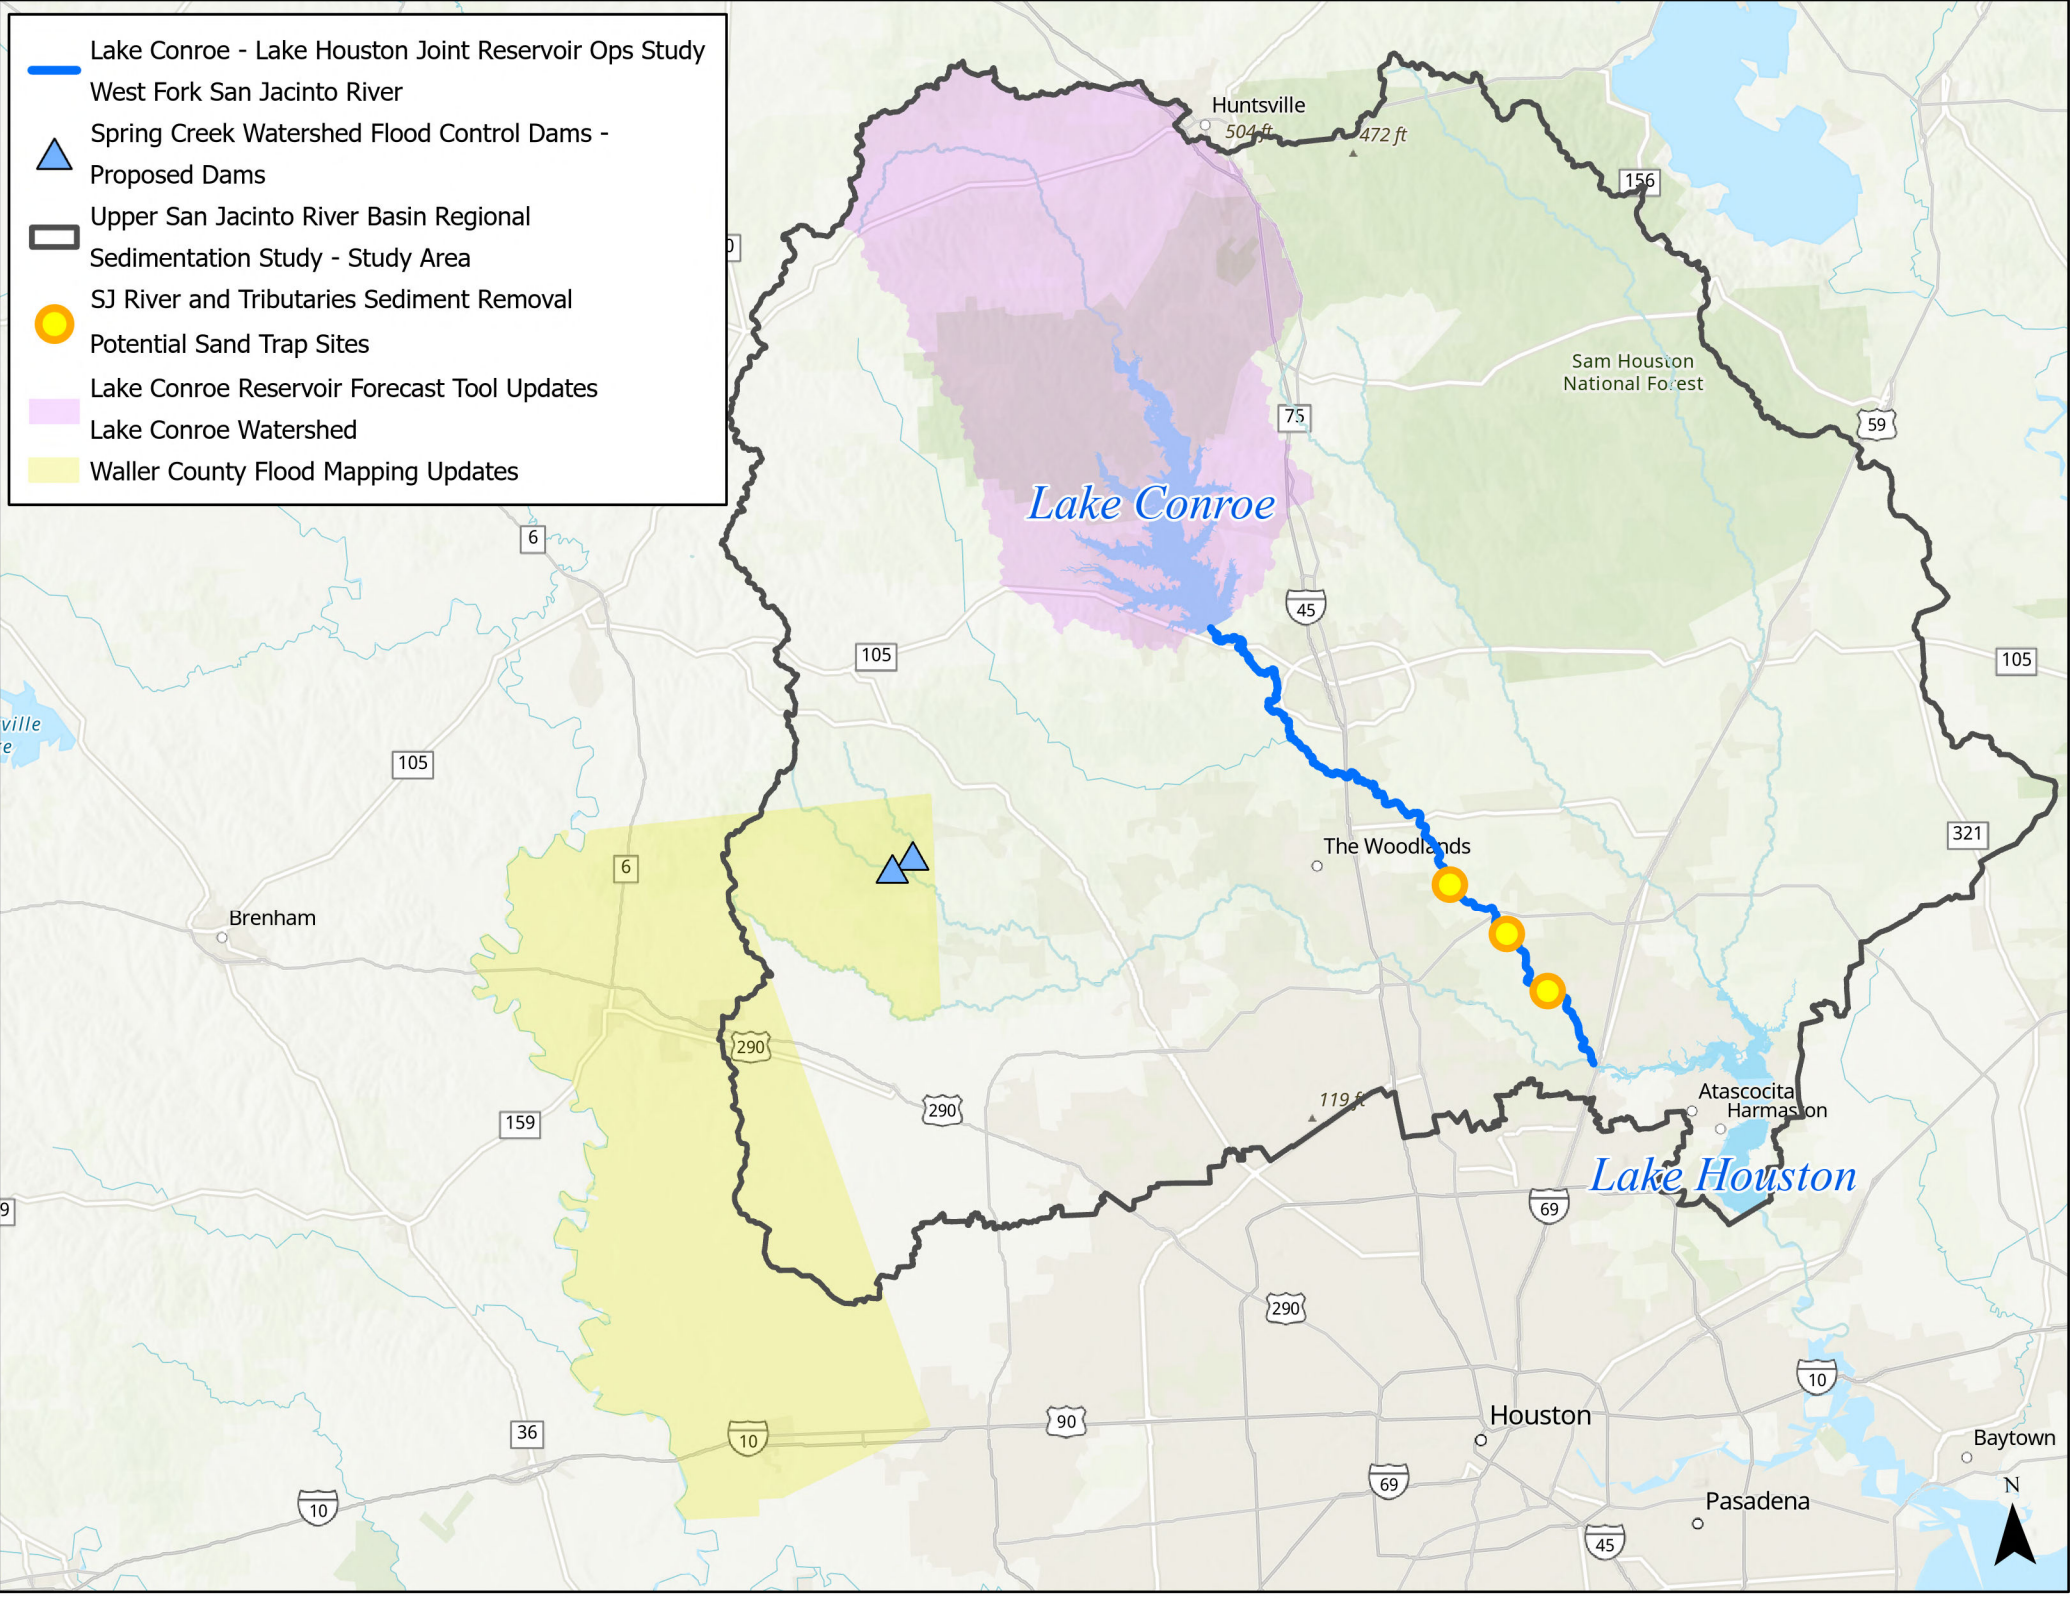 Lake Conroe - Lake Houston Joint Reservoir Ops Study
West Fork San Jacinto River
Spring Creek Watershed Flood Control Dams -
Proposed Dams
Upper San Jacinto River Basin Regional
Sedimentation Study - Study Area
SJ River and Tributaries Sediment Removal
Potential Sand Trap Sites
Lake Conroe Reservoir Forecast Tool Updates
Lake Conroe Watershed
Waller County Flood Mapping Updates
Huntsville
504 ft
472 ft
156
0
Sam Houston
National Forest
75
59
Lake Conroe
6
45
105
105
ville
e
105
321
The Woodlands
6
Brenham
290
290
159
119 ft
Atascocita
Harmaston
Lake Houston
9
69
290
10
90
Houston
36
10
Baytown
69
N
10
Pasadena
45